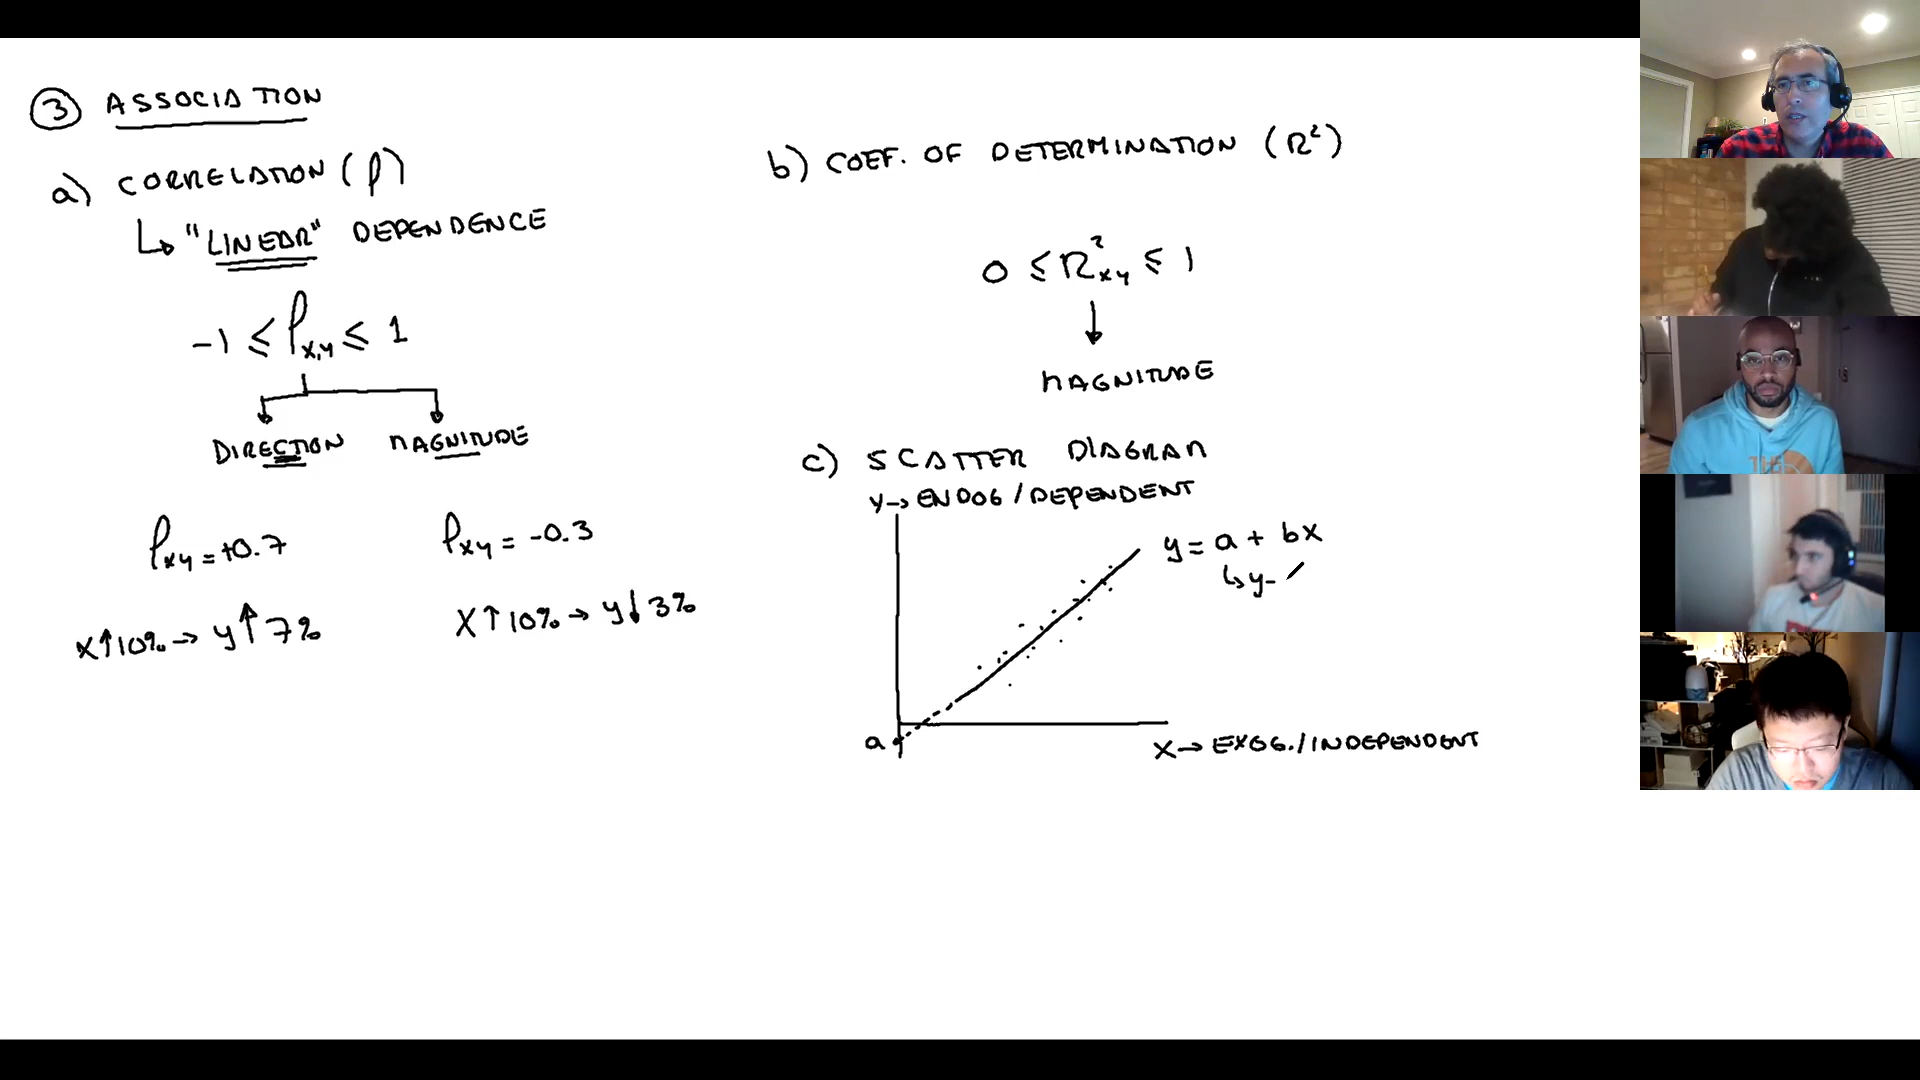 3 ASSOCIATION
a) CORRELATION (ρ)
↳ "LINEAR" DEPENDENCE
-1 ≤ ρx,y ≤ 1
DIRECTION MAGNITUDE
ρxy = +0.7 ρxy = -0.3
X↑10% → y↑7% X↑10% → y↓3%
b) COEF. OF DETERMINATION (R²)
0 ≤ R²xy ≤ 1
↓
MAGNITUDE
c) SCATTER DIAGRAM
Y → ENDOG/DEPENDENT
y = a + bx
↳ y-
a
X → EXOG./INDEPENDENT
THE